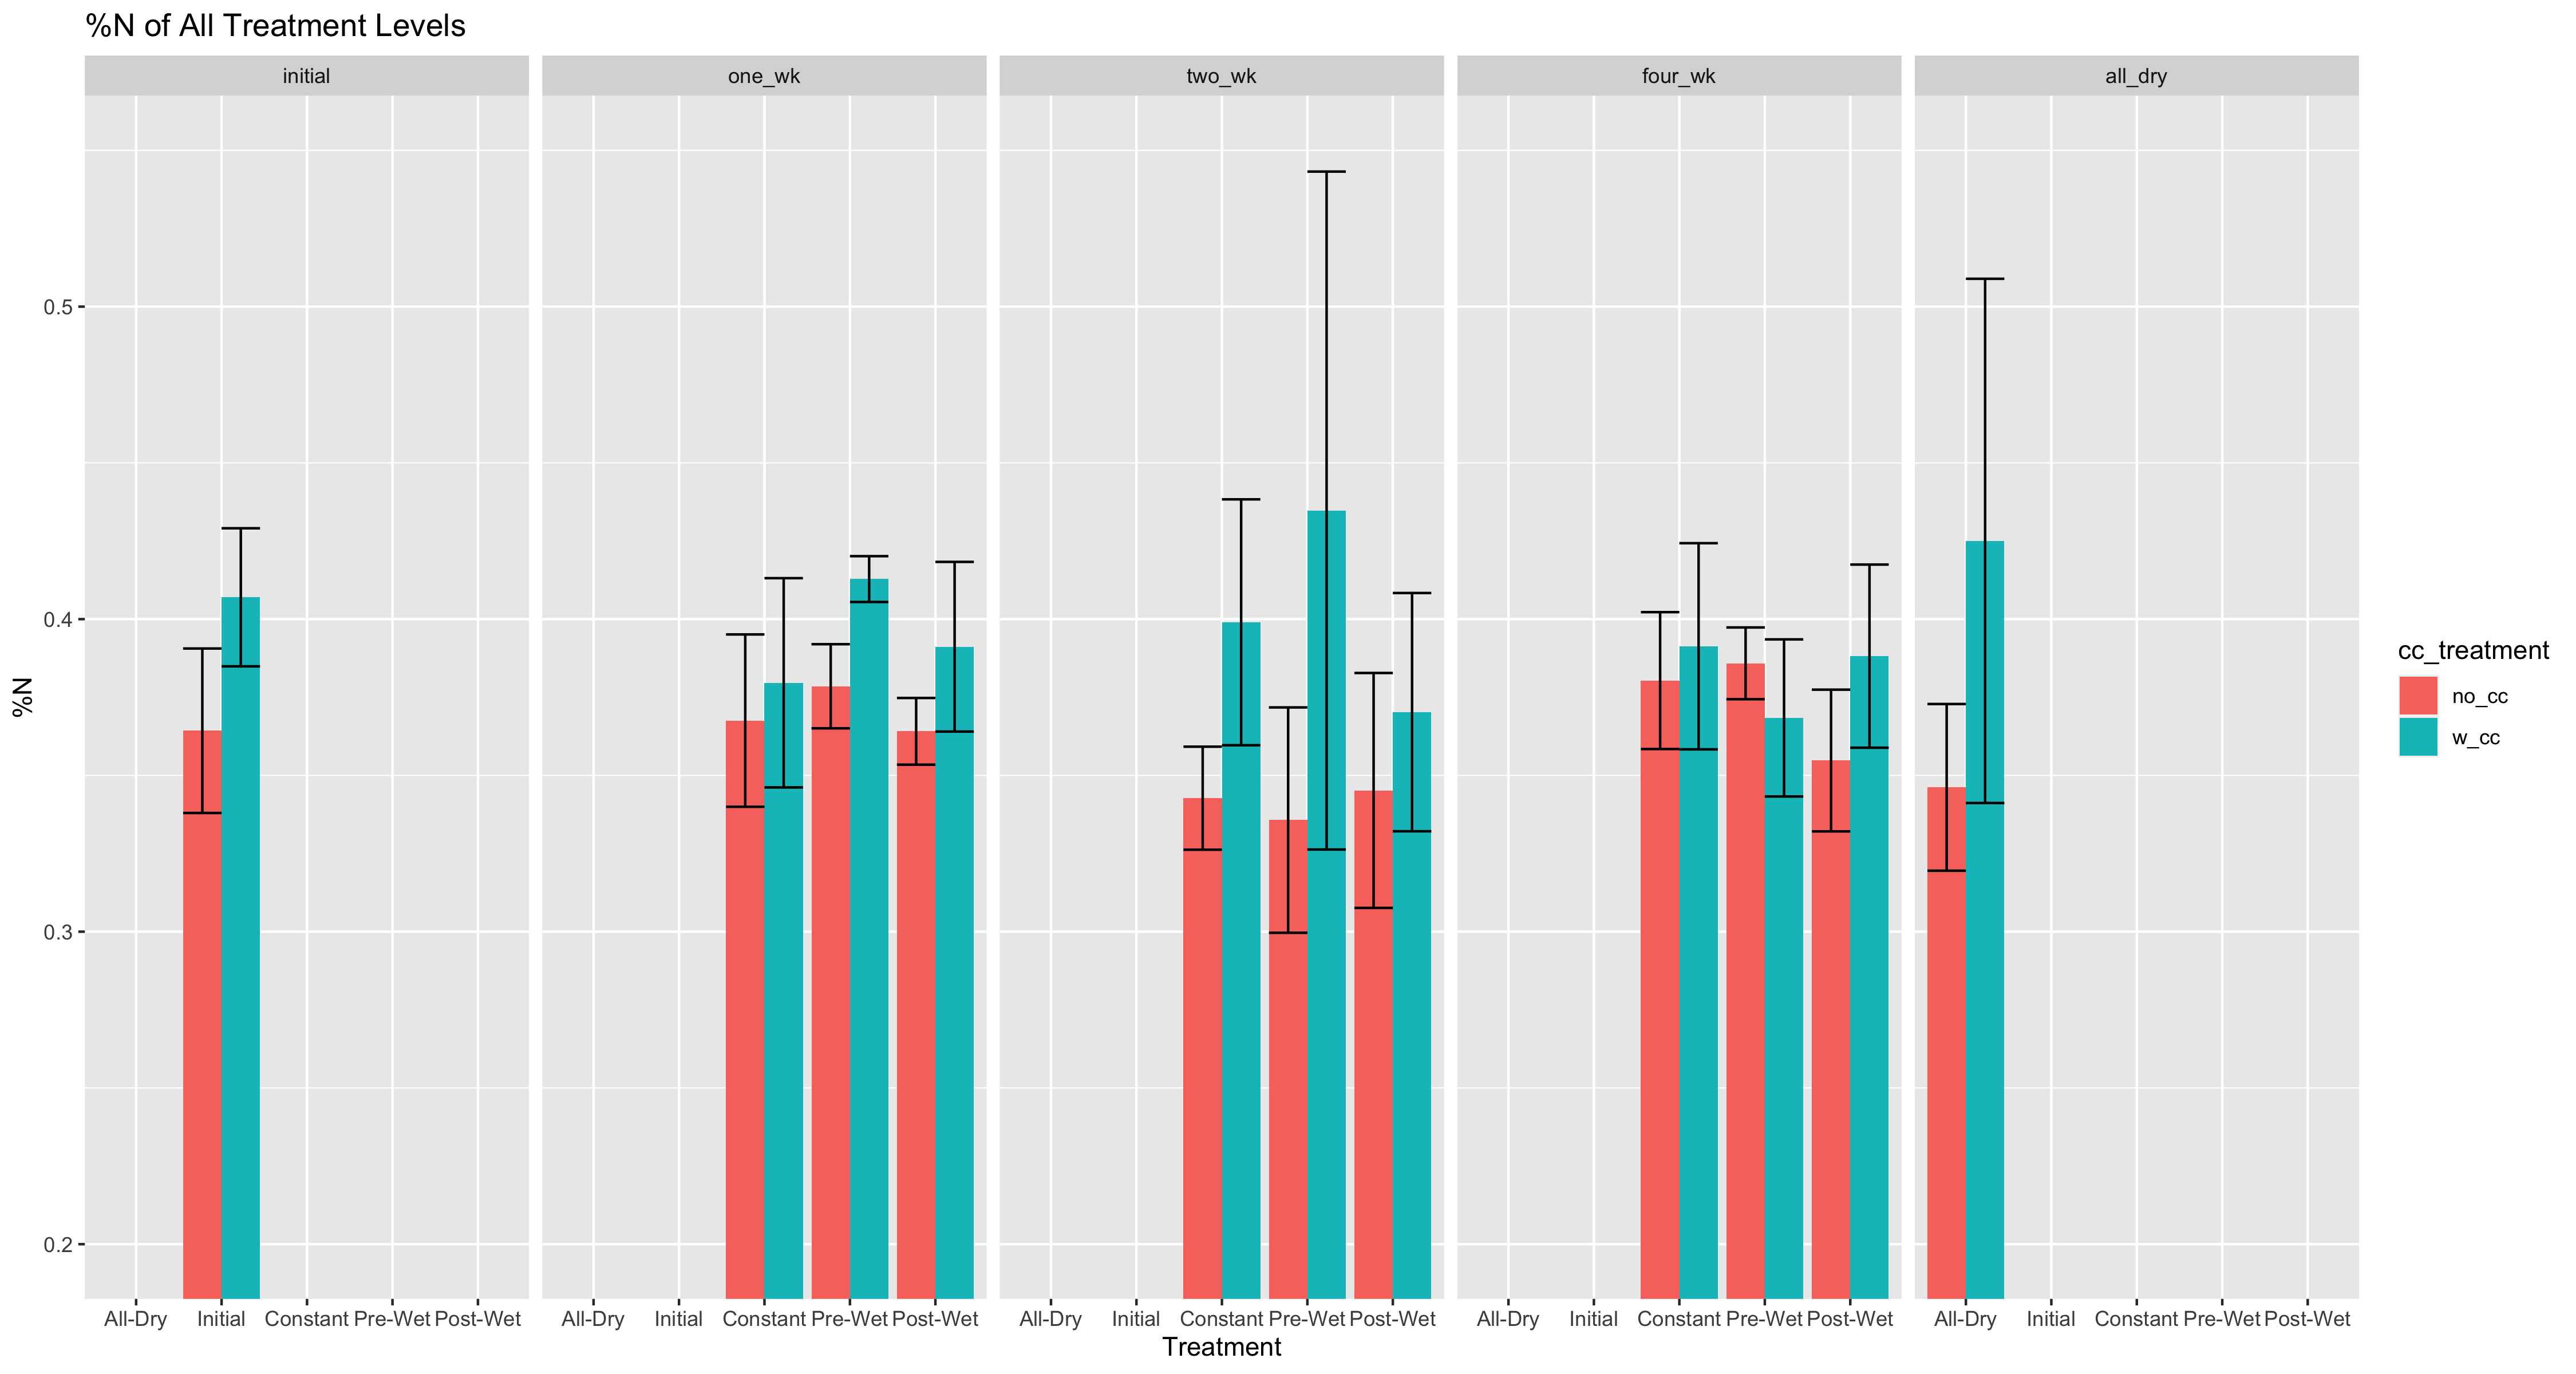 %N of All Treatment Levels
initial one_wk two_wk four_wk all_dry
0.5
0.4
0.3
0.2
%N
cc_treatment
no_cc
w_cc
All-Dry Initial Constant Pre-Wet Post-Wet All-Dry Initial Constant Pre-Wet Post-Wet All-Dry Initial Constant Pre-Wet Post-Wet All-Dry Initial Constant Pre-Wet Post-Wet All-Dry Initial Constant Pre-Wet Post-Wet
Treatment